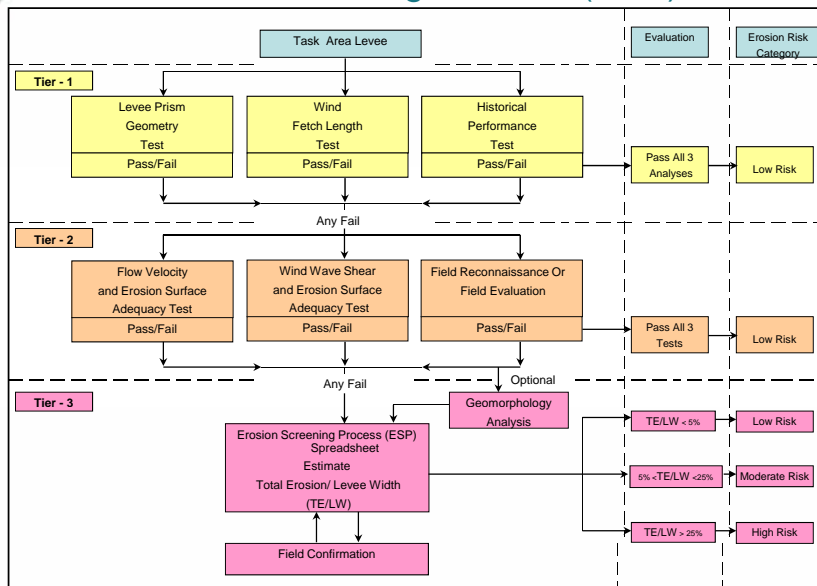 Task Area Levee
Evaluation
Erosion Risk
Category
Tier - 1
Levee Prism
Geometry
Test
Pass/Fail
Wind
Fetch Length
Test
Pass/Fail
Historical
Performance
Test
Pass/Fail
Pass All 3
Analyses
Low Risk
Any Fail
Tier - 2
Flow Velocity
and Erosion Surface
Adequacy Test
Pass/Fail
Wind Wave Shear
and Erosion Surface
Adequacy Test
Pass/Fail
Field Reconnaissance Or
Field Evaluation
Pass/Fail
Pass All 3
Tests
Low Risk
Any Fail
Optional
Tier - 3
Geomorphology
Analysis
Erosion Screening Process (ESP)
Spreadsheet
Estimate
Total Erosion/ Levee Width
(TE/LW)
Field Confirmation
TE/LW < 5%
Low Risk
5% <TE/LW <25%
Moderate Risk
TE/LW > 25%
High Risk